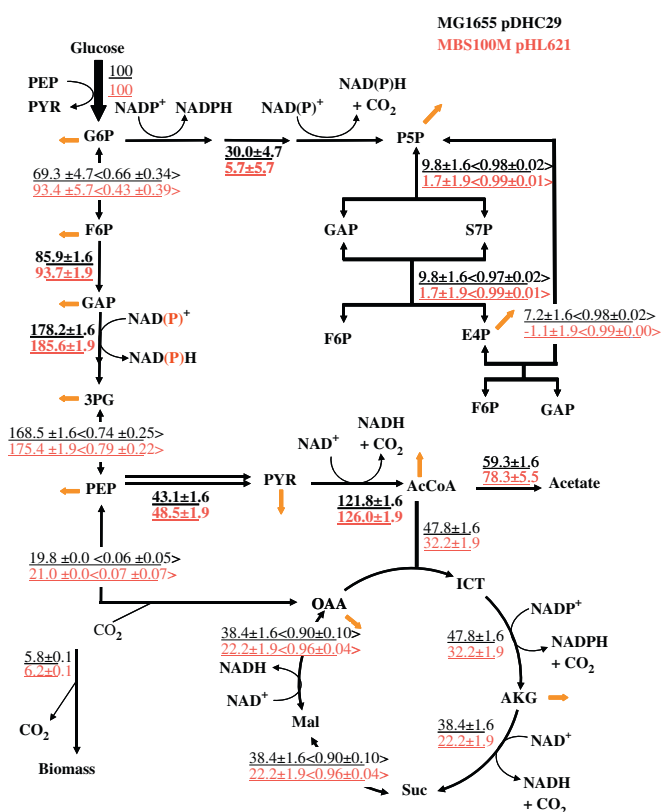 MG1655 pDHC29
MBS100M pHL621
Glucose
PEP
PYR
100
100
NADP⁺
NADPH
NAD(P)⁺
NAD(P)H
+ CO₂
G6P
P5P
30.0±4.7
5.7±5.7
69.3 ±4.7<0.66 ±0.34>
93.4 ±5.7<0.43 ±0.39>
9.8±1.6<0.98±0.02>
1.7±1.9<0.99±0.01>
F6P
GAP
S7P
85.9±1.6
93.7±1.9
9.8±1.6<0.97±0.02>
1.7±1.9<0.99±0.01>
GAP
178.2±1.6
185.6±1.9
NAD(P)⁺
NAD(P)H
F6P
E4P
7.2±1.6<0.98±0.02>
-1.1±1.9<0.99±0.00>
3PG
F6P
GAP
168.5 ±1.6<0.74 ±0.25>
175.4 ±1.9<0.79 ±0.22>
NAD⁺
NADH
+ CO₂
PEP
43.1±1.6
48.5±1.9
PYR
121.8±1.6
126.0±1.9
AcCoA
59.3±1.6
78.3±5.5
Acetate
19.8 ±0.0 <0.06 ±0.05>
21.0 ±0.0<0.07 ±0.07>
47.8±1.6
32.2±1.9
CO₂
OAA
ICT
5.8±0.1
6.2±0.1
CO₂
Biomass
38.4±1.6<0.90±0.10>
22.2±1.9<0.96±0.04>
NADH
NAD⁺
47.8±1.6
32.2±1.9
NADP⁺
NADPH
+ CO₂
Mal
AKG
38.4±1.6<0.90±0.10>
22.2±1.9<0.96±0.04>
38.4±1.6
22.2±1.9
NAD⁺
NADH
+ CO₂
Suc